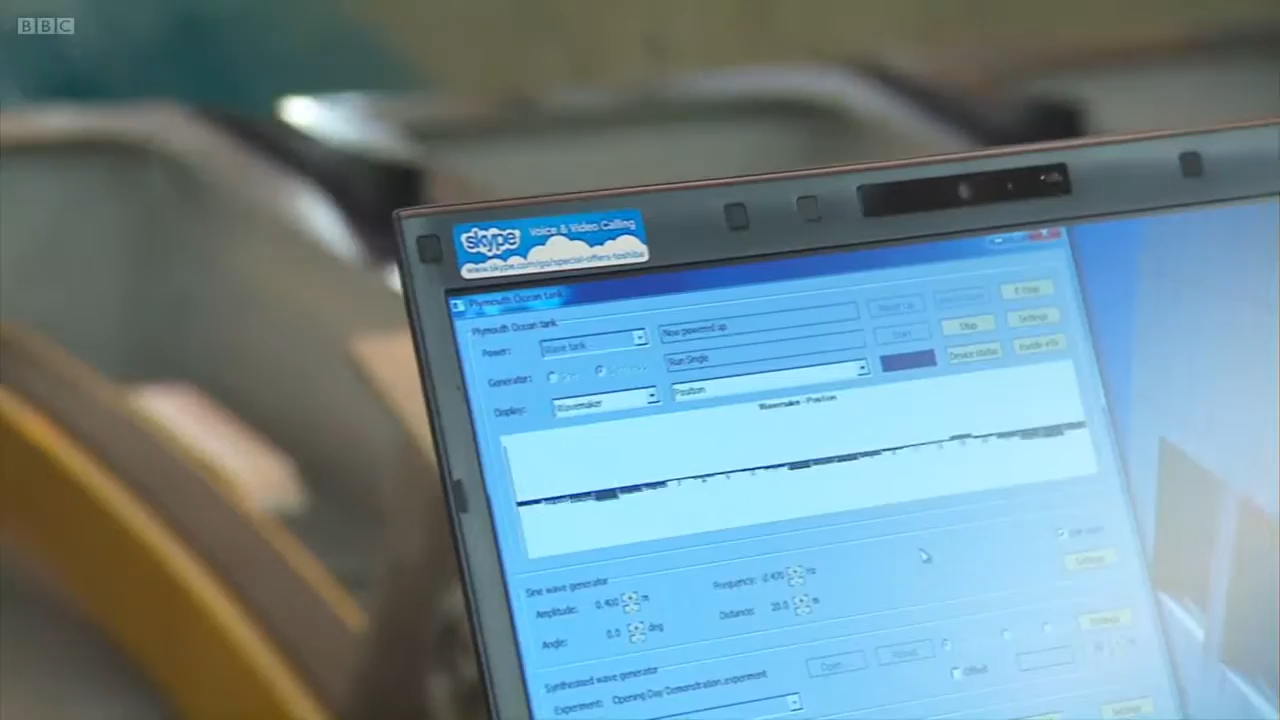 BBC
skype Voice & Video Calling
www.skype.com/go/special-offers-toshiba
Plymouth Ocean tank
Plymouth Ocean tank
Power: Wave tank Now powered up
Start Stop Settings
Generator: Run Single
Device status
Display: Wavemaker Position
Wavemaker - Position
Sine wave generator
Amplitude: 0.400 m Frequency: Hz
Angle: 0.0 deg Distance: 20.0 m
Settings
Synthesised wave generator
Open
Offset
Experiment: Opening Day Demonstration.experiment
Settings